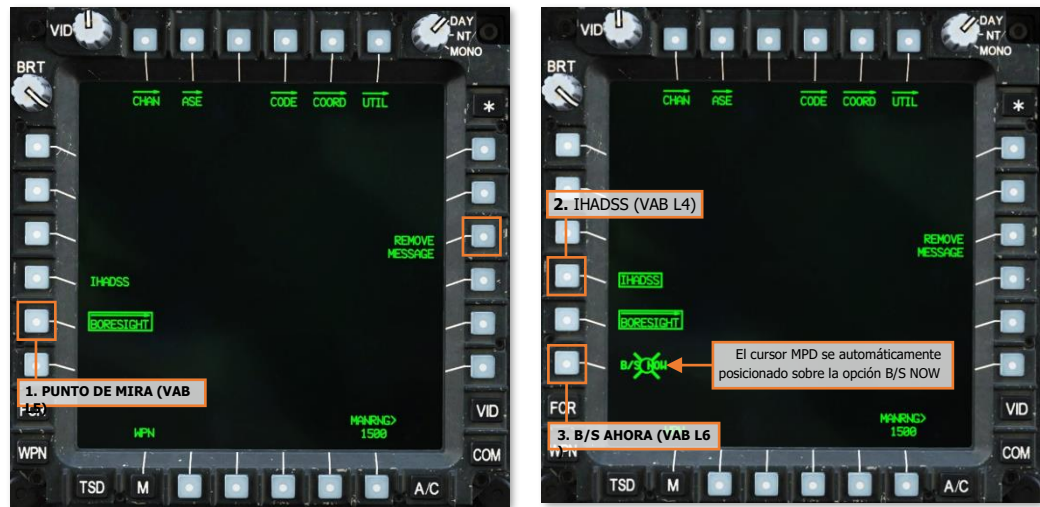 VID
DAY
NT
MONO
BRT
CHAN ASE CODE COORD UTIL
*
REMOVE
MESSAGE
IHADSS
BORESIGHT
1. PUNTO DE MIRA (VAB
L5)
VID
WPN
MANRNG>
1500
WPN
COM
TSD M A/C
VID
DAY
NT
MONO
BRT
CHAN ASE CODE COORD UTIL
*
2. IHADSS (VAB L4)
REMOVE
MESSAGE
IHADSS
BORESIGHT
B/S NOW
El cursor MPD se automáticamente
posicionado sobre la opción B/S NOW
FCR
VID
MANRNG>
1500
3. B/S AHORA (VAB L6
)
COM
TSD M A/C